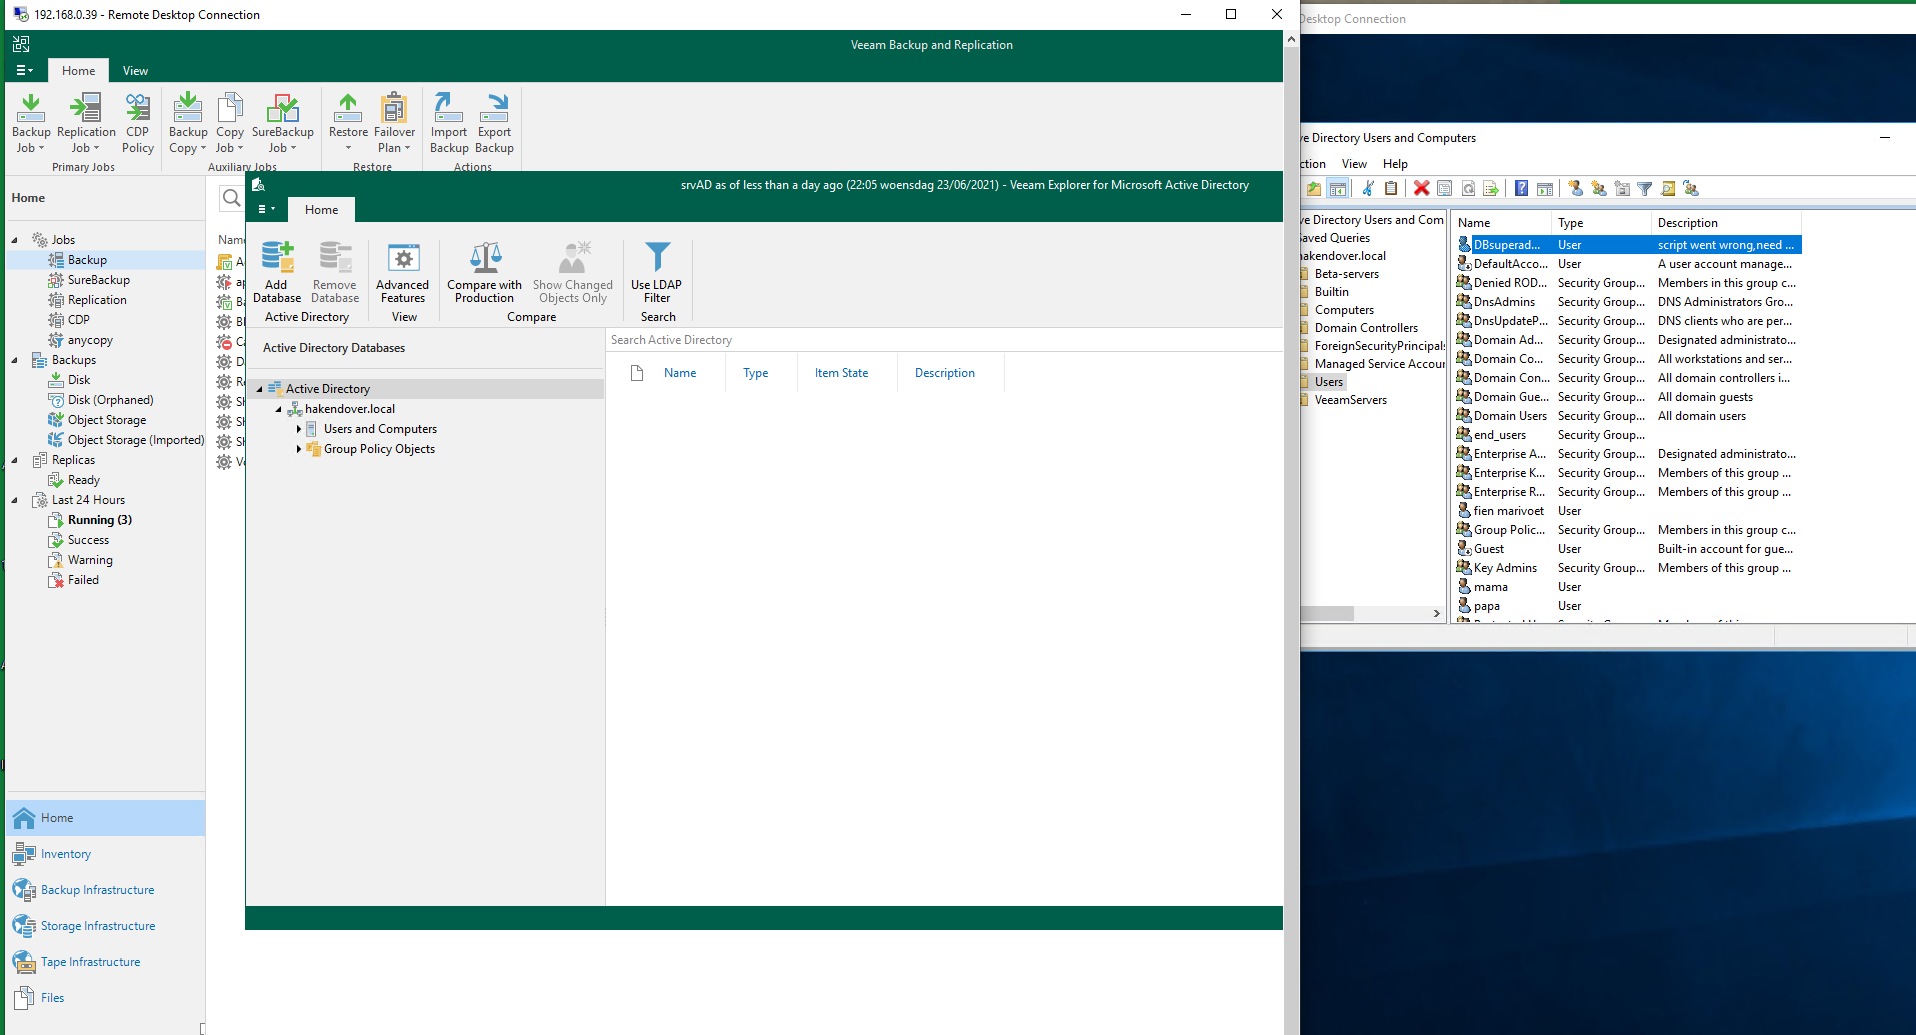 192.168.0.39 - Remote Desktop Connection
Desktop Connection
Veeam Backup and Replication
Home
View
Backup Job
Replication Job
CDP Policy
Primary Jobs
Backup Copy
Copy Job
SureBackup Job
Auxiliary Jobs
Restore
Failover Plan
Restore
Import Backup
Export Backup
Actions
Home
Jobs
Backup
SureBackup
Replication
CDP
anycopy
Backups
Disk
Disk (Orphaned)
Object Storage
Object Storage (Imported)
Replicas
Ready
Last 24 Hours
Running (3)
Success
Warning
Failed
Home
Inventory
Backup Infrastructure
Storage Infrastructure
Tape Infrastructure
Files
srvAD as of less than a day ago (22:05 woensdag 23/06/2021) - Veeam Explorer for Microsoft Active Directory
Home
Add Database
Remove Database
Active Directory
Advanced Features
View
Compare with Production
Show Changed Objects Only
Compare
Use LDAP Filter
Search
Active Directory Databases
Active Directory
hakendover.local
Users and Computers
Group Policy Objects
Search Active Directory
Name Type Item State Description
ve Directory Users and Computers
ction View Help
ve Directory Users and Com
Saved Queries
hakendover.local
Beta-servers
Builtin
Computers
Domain Controllers
ForeignSecurityPrincipals
Managed Service Accour
Users
VeeamServers
Name Type Description
DBsuperad... User script went wrong,need ...
DefaultAcco... User A user account manage...
Denied ROD... Security Group... Members in this group c...
DnsAdmins Security Group... DNS Administrators Gro...
DnsUpdateP... Security Group... DNS clients who are per...
Domain Ad... Security Group... Designated administrato...
Domain Co... Security Group... All workstations and ser...
Domain Con... Security Group... All domain controllers i...
Domain Gue... Security Group... All domain guests
Domain Users Security Group... All domain users
end_users Security Group...
Enterprise A... Security Group... Designated administrato...
Enterprise K... Security Group... Members of this group ...
Enterprise R... Security Group... Members of this group ...
fien marivoet User
Group Polic... Security Group... Members in this group c...
Guest User Built-in account for gue...
Key Admins Security Group... Members of this group ...
mama User
papa User